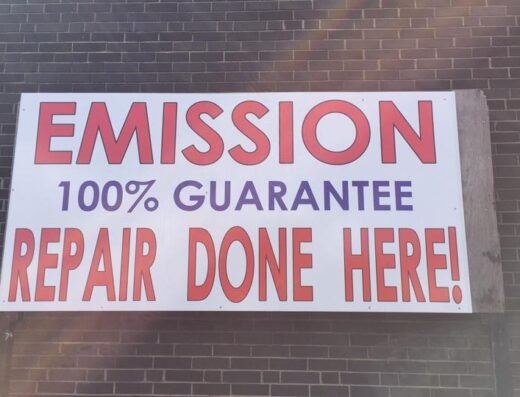 EMISSION
100% GUARANTEE
REPAIR DONE HERE!